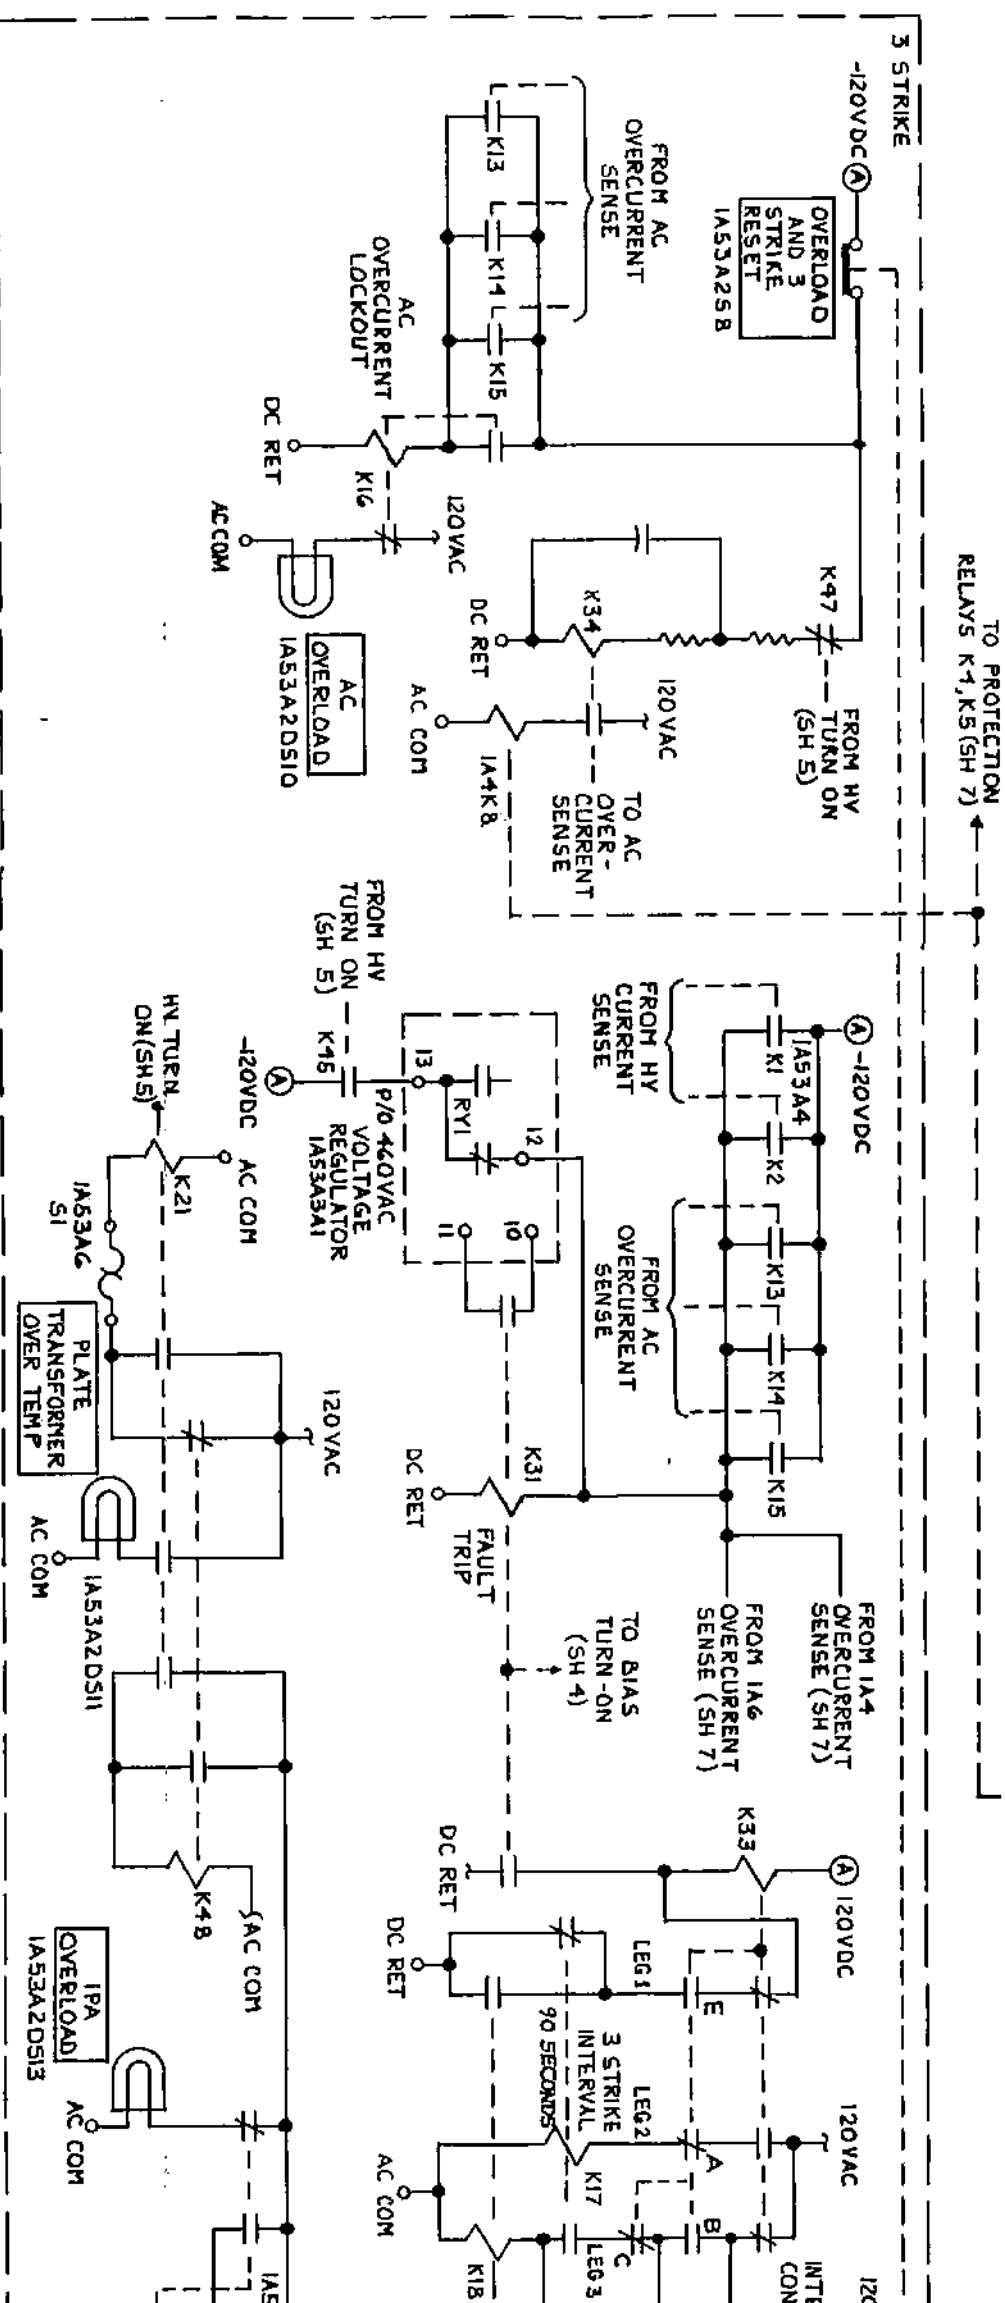 3 STRIKE
-120VDC
A
OVERLOAD
AND 3
STRIKE
RESET
1A53A2S8
FROM AC
OVERCURRENT
SENSE
K13
K14
K15
AC
OVERCURRENT
LOCKOUT
DC RET
K16
120VAC
AC COM
AC
OVERLOAD
1A53A2DS10
TO PROTECTION
RELAYS K4, K5 (SH 7)
K47
FROM HV
TURN ON
(SH 5)
K34
DC RET
120VAC
AC COM
1A4K8
TO AC
OVER-
CURRENT
SENSE
A
-120VDC
1A53A4
K1
K2
K13
K14
K15
FROM HV
CURRENT
SENSE
FROM AC
OVERCURRENT
SENSE
FROM 1A4
OVERCURRENT
SENSE (SH 7)
FROM 1A6
OVERCURRENT
SENSE (SH 7)
FROM HV
TURN ON
(SH 5)
13
RY1
12
11
10
P/O 460VAC
VOLTAGE
REGULATOR
1A53A3A1
A
-120VDC
K31
DC RET
FAULT
TRIP
TO BIAS
TURN-ON
(SH 4)
HV TURN
ON (SH 5)
AC COM
K21
1A53A6
S1
PLATE
TRANSFORMER
OVER TEMP
120VAC
AC COM
1A53A2DS11
K48
AC COM
IPA
OVERLOAD
1A53A2DS13
AC COM
A
120VDC
K33
DC RET
DC RET
LEG 1
E
3 STRIKE
INTERVAL
90 SECONDS
LEG 2
A
K17
120VAC
B
C
LEG 3
AC COM
K18